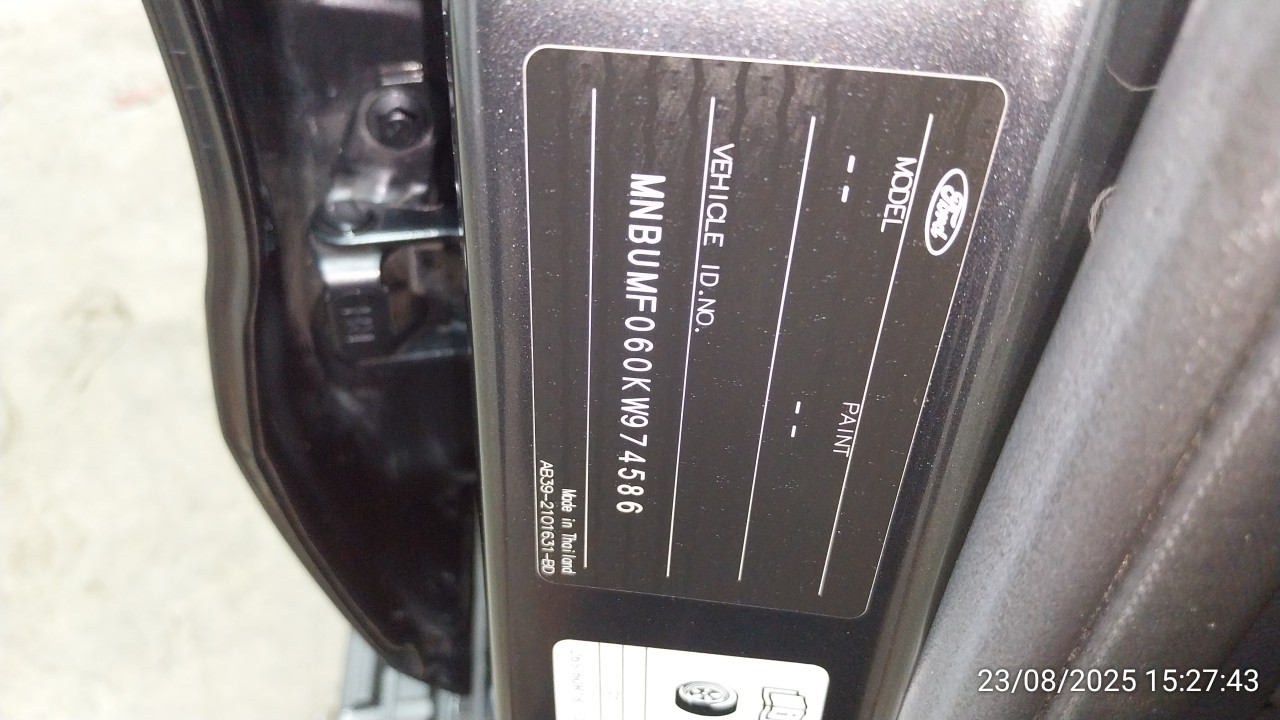 Ford
MODEL PAINT
-- --
VEHICLE ID.NO.
MNBUMF060KW974586
Made in Thailand
AB39-2101631-BD
23/08/2025 15:27:43